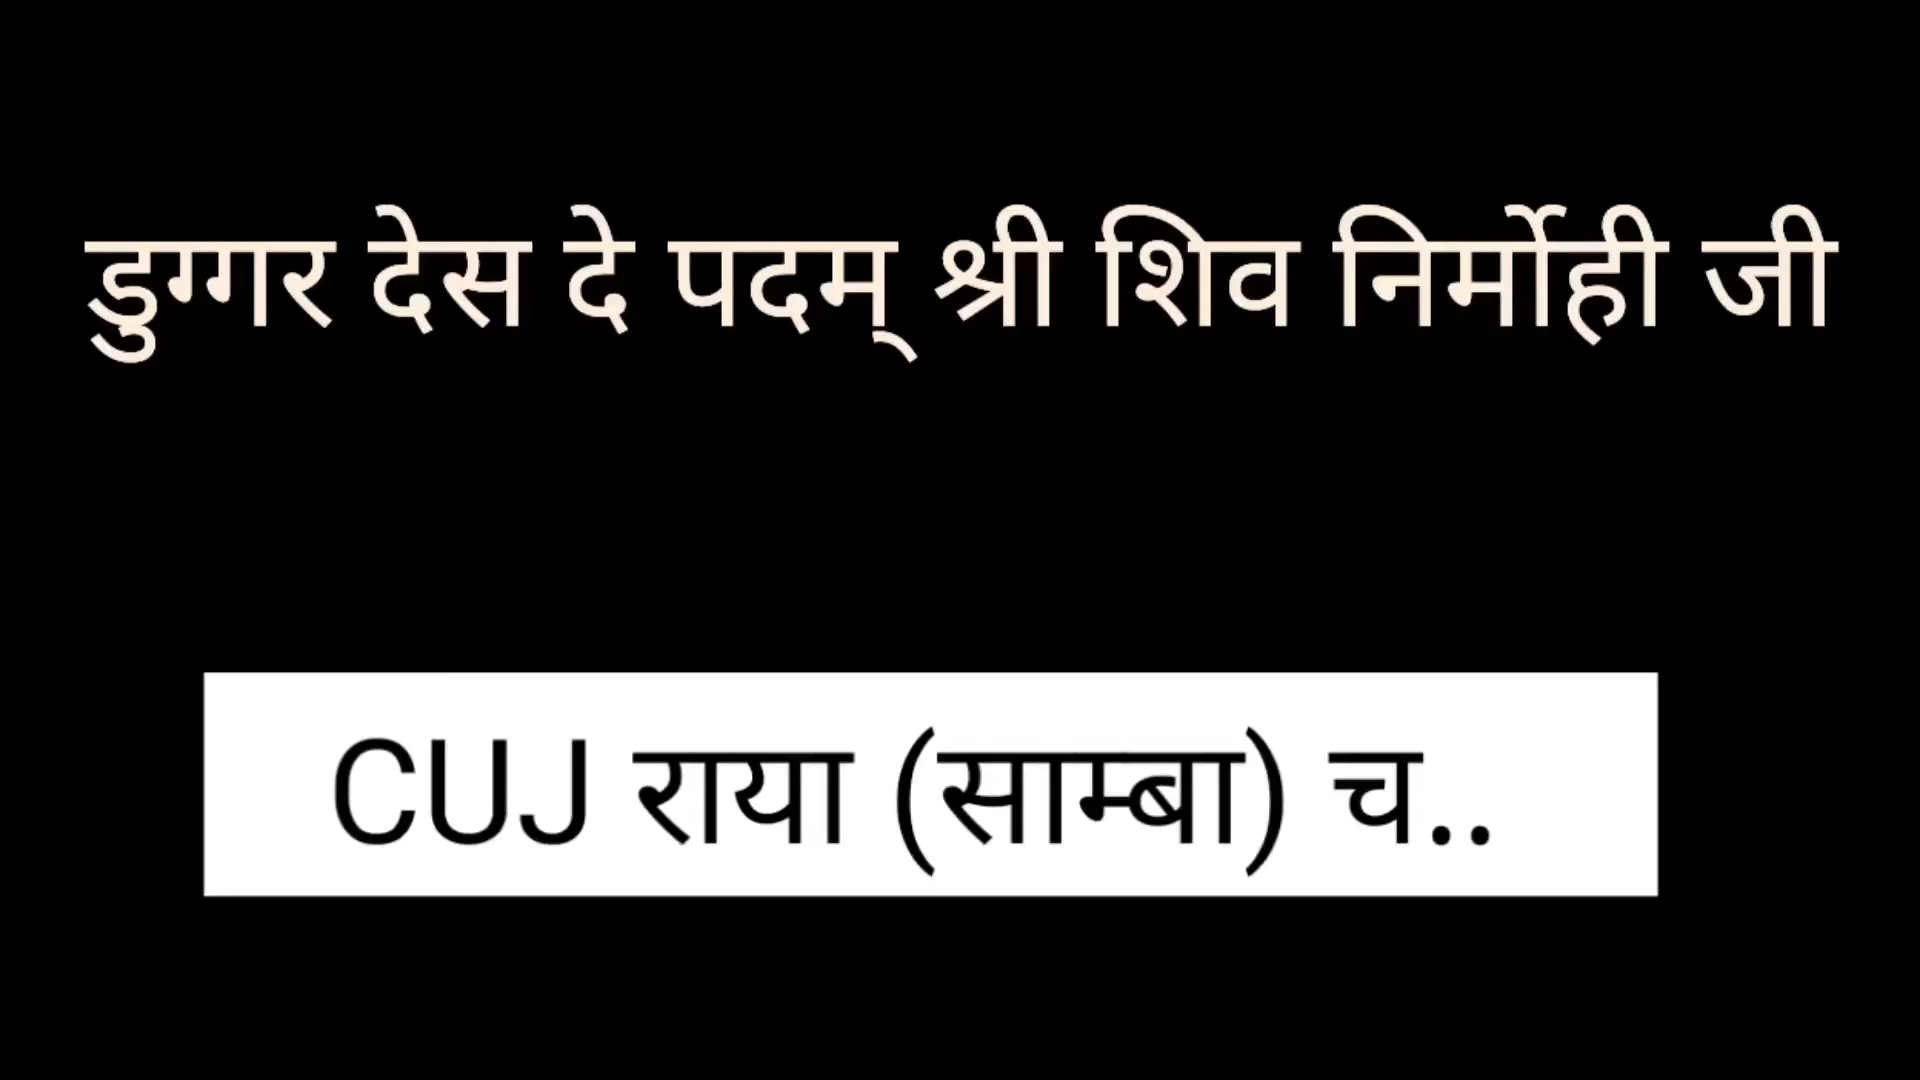 डुग्गर देस दे पदम् श्री शिव निर्मोही जी
CUJ राया (साम्बा) च..